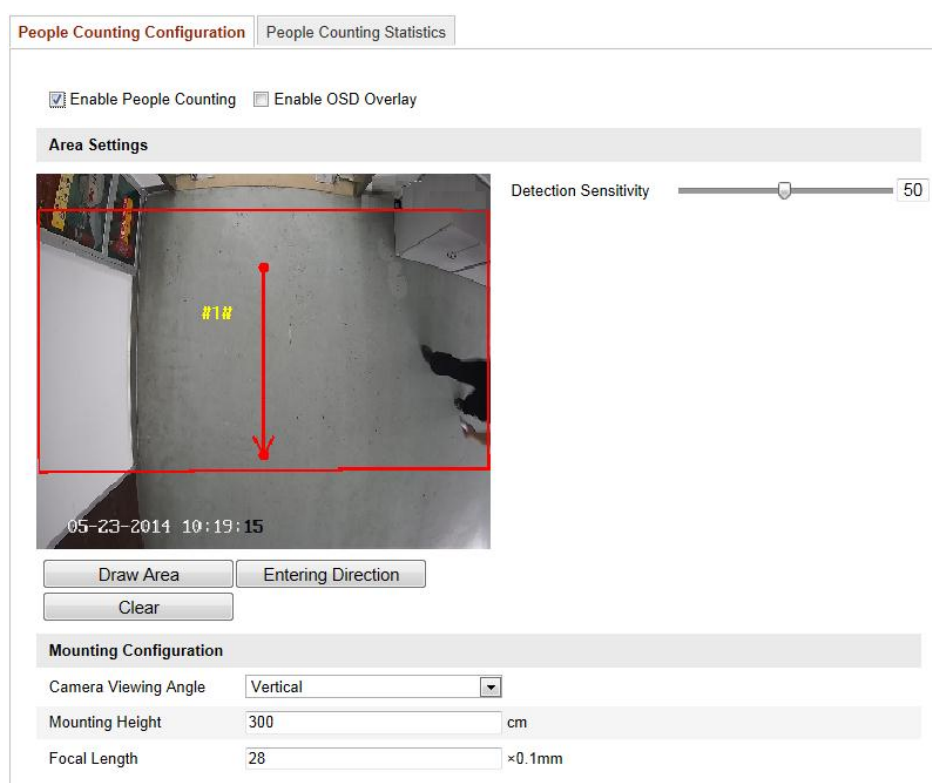 People Counting Configuration People Counting Statistics
Enable People Counting Enable OSD Overlay
Area Settings
Detection Sensitivity 50
#1#
05-23-2014 10:19:15
Draw Area Entering Direction
Clear
Mounting Configuration
Camera Viewing Angle Vertical
Mounting Height 300 cm
Focal Length 28 ×0.1mm